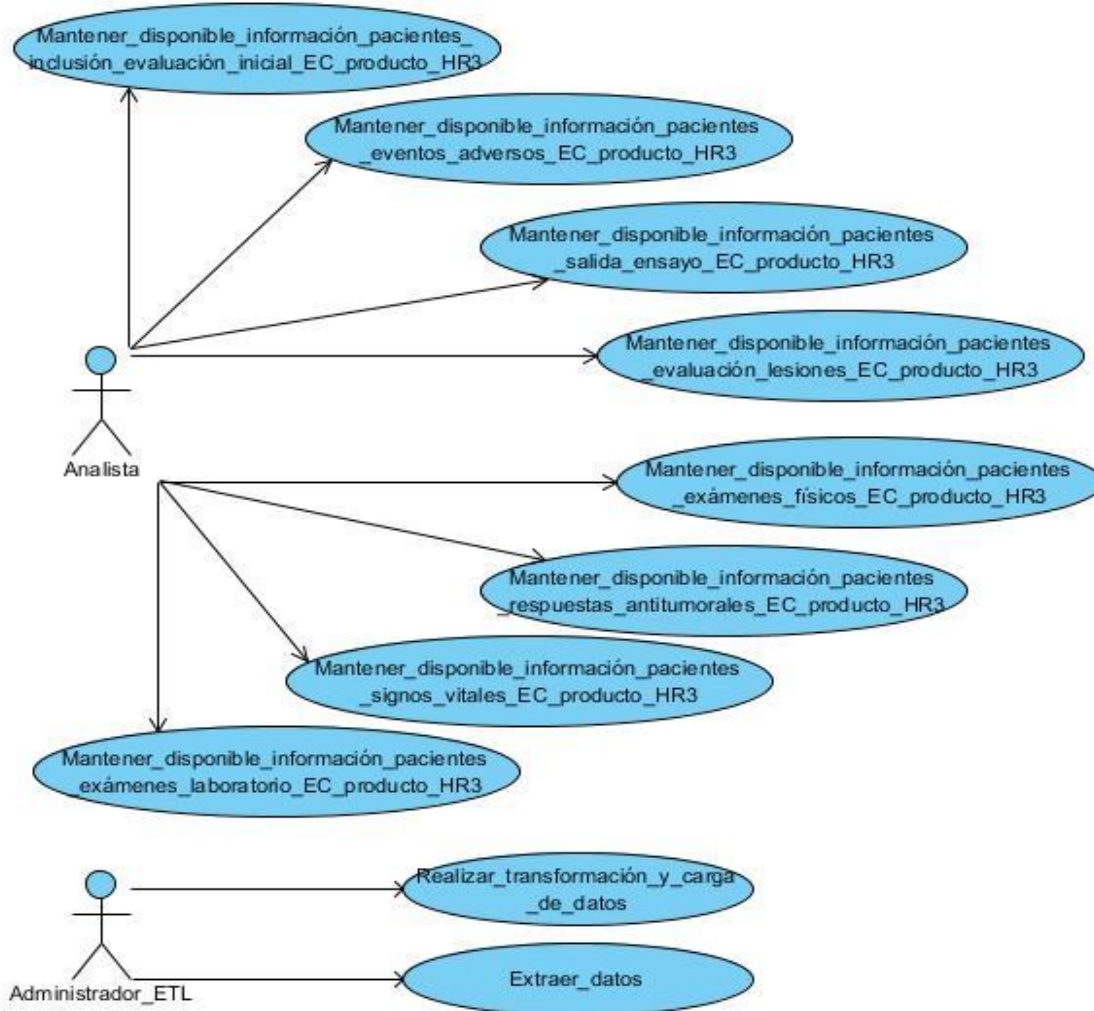 Mantener_disponible_información_pacientes_
inclusión_evaluación_inicial_EC_producto_HR3
Mantener_disponible_información_pacientes
_eventos_adversos_EC_producto_HR3
Mantener_disponible_información_pacientes
_salida_ensayo_EC_producto_HR3
Mantener_disponible_información_pacientes
_evaluación_lesiones_EC_producto_HR3
Analista
Mantener_disponible_información_pacientes
_exámenes_físicos_EC_producto_HR3
Mantener_disponible_información_pacientes
_respuestas_antitumorales_EC_producto_HR3
Mantener_disponible_información_pacientes
_signos_vitales_EC_producto_HR3
Mantener_disponible_información_pacientes
_exámenes_laboratorio_EC_producto_HR3
Realizar_transformación_y_carga
_de_datos
Extraer_datos
Administrador_ETL